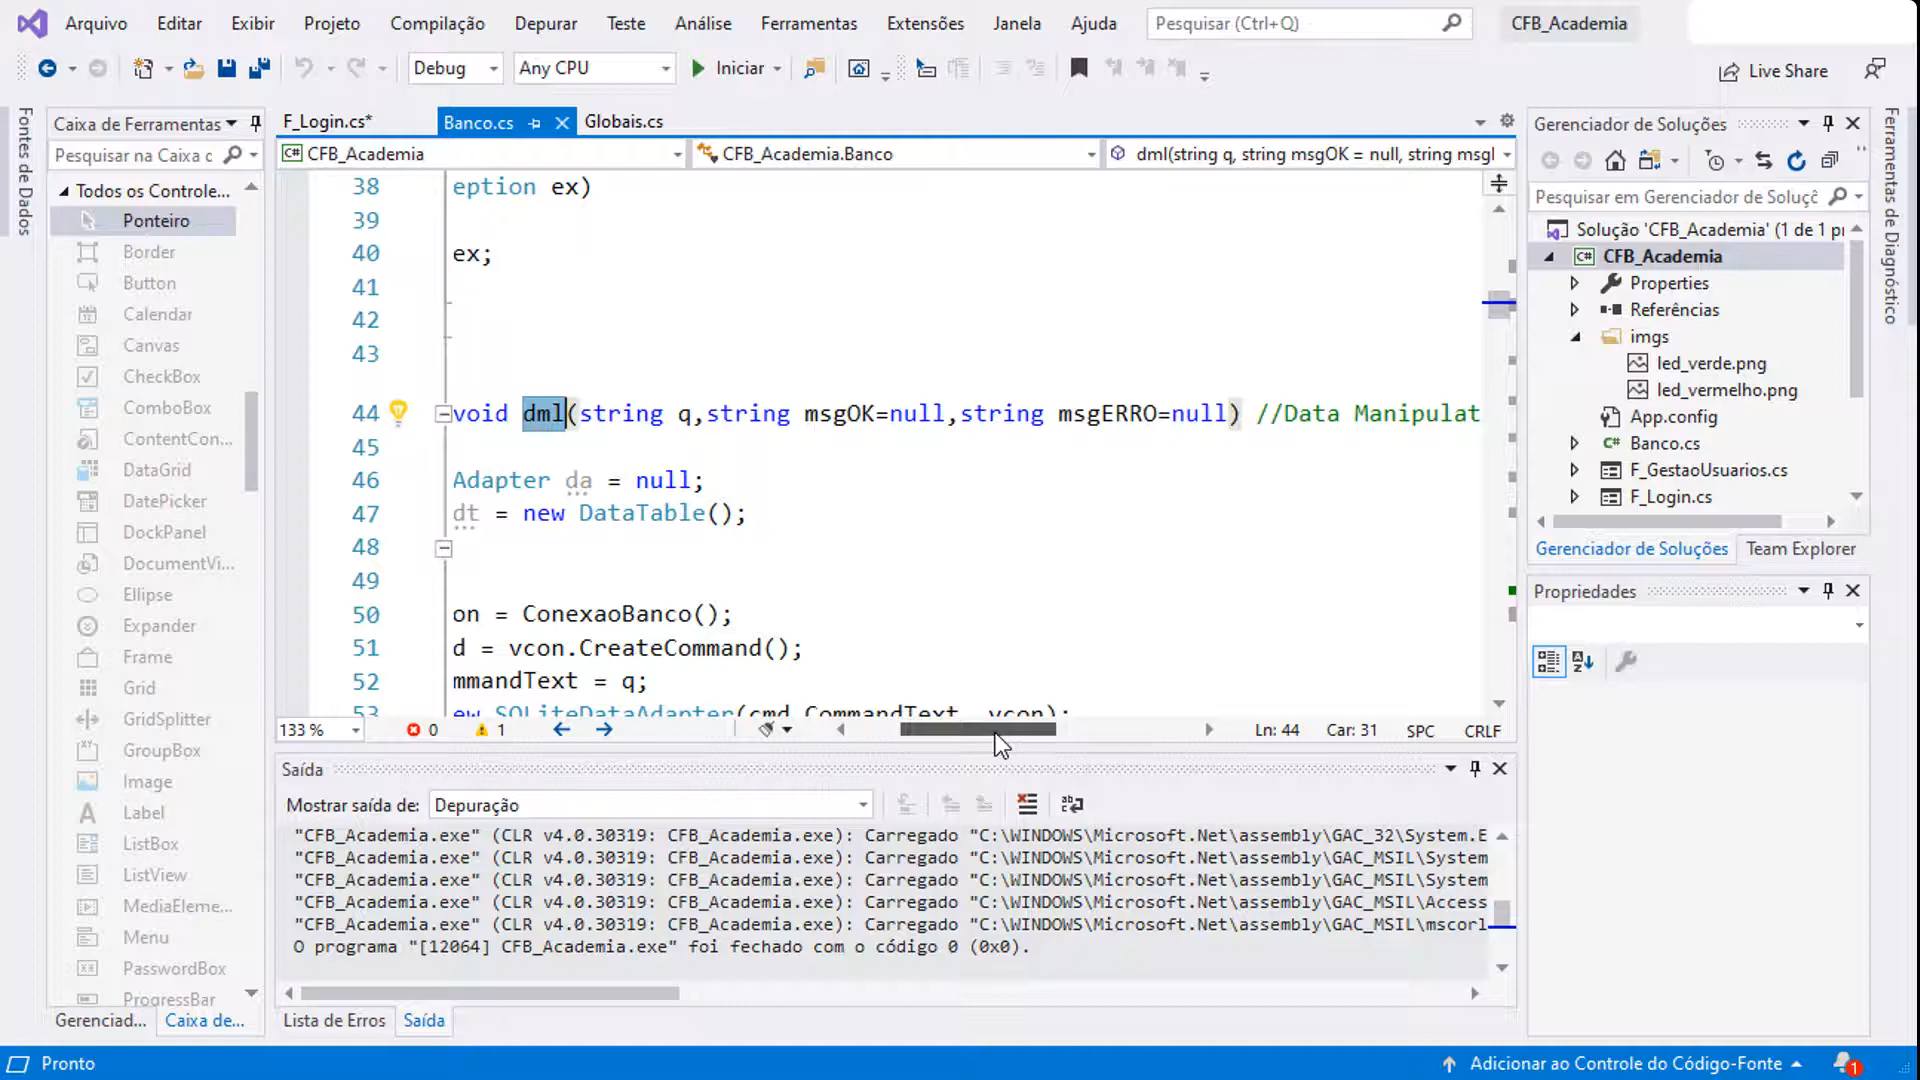 Arquivo Editar Exibir Projeto Compilação Depurar Teste Análise Ferramentas Extensões Janela Ajuda Pesquisar (Ctrl+Q) CFB_Academia
Debug Any CPU Iniciar Live Share
Fontes de Dados
Caixa de Ferramentas
Pesquisar na Caixa d
Todos os Controle...
Ponteiro
Border
Button
Calendar
Canvas
CheckBox
ComboBox
ContentCon...
DataGrid
DatePicker
DockPanel
DocumentVi...
Ellipse
Expander
Frame
Grid
GridSplitter
GroupBox
Image
Label
ListBox
ListView
MediaEleme...
Menu
PasswordBox
ProgressBar
Gerenciad... Caixa de...
F_Login.cs* Banco.cs Globais.cs
CFB_Academia CFB_Academia.Banco dml(string q, string msgOK = null, string msgl
38 eption ex)
39
40 ex;
41
42
43
44 void dml(string q,string msgOK=null,string msgERRO=null) //Data Manipulat
45
46 Adapter da = null;
47 dt = new DataTable();
48
49
50 on = ConexaoBanco();
51 d = vcon.CreateCommand();
52 mmandText = q;
53 ew SQLiteDataAdapter(cmd.CommandText, vcon);
133 % 0 1 Ln: 44 Car: 31 SPC CRLF
Saída
Mostrar saída de: Depuração
"CFB_Academia.exe" (CLR v4.0.30319: CFB_Academia.exe): Carregado "C:\WINDOWS\Microsoft.Net\assembly\GAC_32\System.E
"CFB_Academia.exe" (CLR v4.0.30319: CFB_Academia.exe): Carregado "C:\WINDOWS\Microsoft.Net\assembly\GAC_MSIL\System
"CFB_Academia.exe" (CLR v4.0.30319: CFB_Academia.exe): Carregado "C:\WINDOWS\Microsoft.Net\assembly\GAC_MSIL\System
"CFB_Academia.exe" (CLR v4.0.30319: CFB_Academia.exe): Carregado "C:\WINDOWS\Microsoft.Net\assembly\GAC_MSIL\Access
"CFB_Academia.exe" (CLR v4.0.30319: CFB_Academia.exe): Carregado "C:\WINDOWS\Microsoft.Net\assembly\GAC_MSIL\mscorl
O programa "[12064] CFB_Academia.exe" foi fechado com o código 0 (0x0).
Lista de Erros Saída
Gerenciador de Soluções
Pesquisar em Gerenciador de Soluçõ
Solução 'CFB_Academia' (1 de 1 pr
CFB_Academia
Properties
Referências
imgs
led_verde.png
led_vermelho.png
App.config
Banco.cs
F_GestaoUsuarios.cs
F_Login.cs
Gerenciador de Soluções Team Explorer
Propriedades
Ferramentas de Diagnóstico
Pronto Adicionar ao Controle do Código-Fonte 1